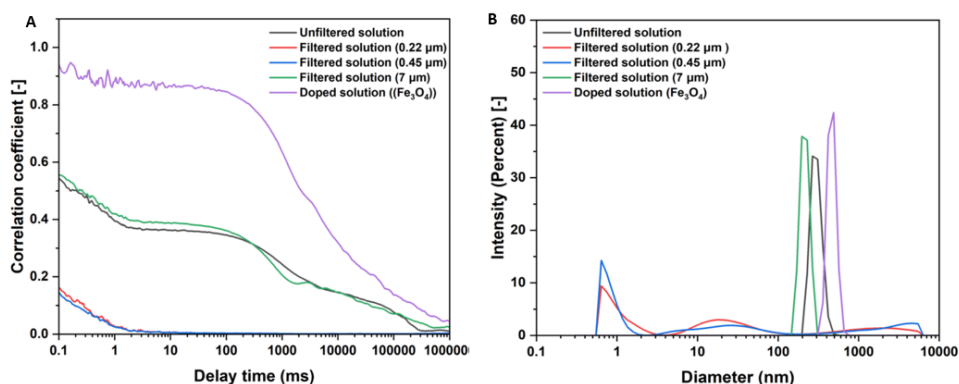 A
Correlation coefficient [-]
1.0
0.8
0.6
0.4
0.2
0.0
Unfiltered solution
Filtered solution (0.22 µm)
Filtered solution (0.45 µm)
Filtered solution (7 µm)
Doped solution ((Fe₃O₄))
0.1 1 10 100 1000 10000 100000 100000
Delay time (ms)
B
Intensity (Percent) [-]
60
50
40
30
20
10
0
Unfiltered solution
Filtered solution (0.22 µm )
Filtered solution (0.45 µm)
Filtered solution (7 µm)
Doped solution (Fe₃O₄)
0.1 1 10 100 1000 10000
Diameter (nm)